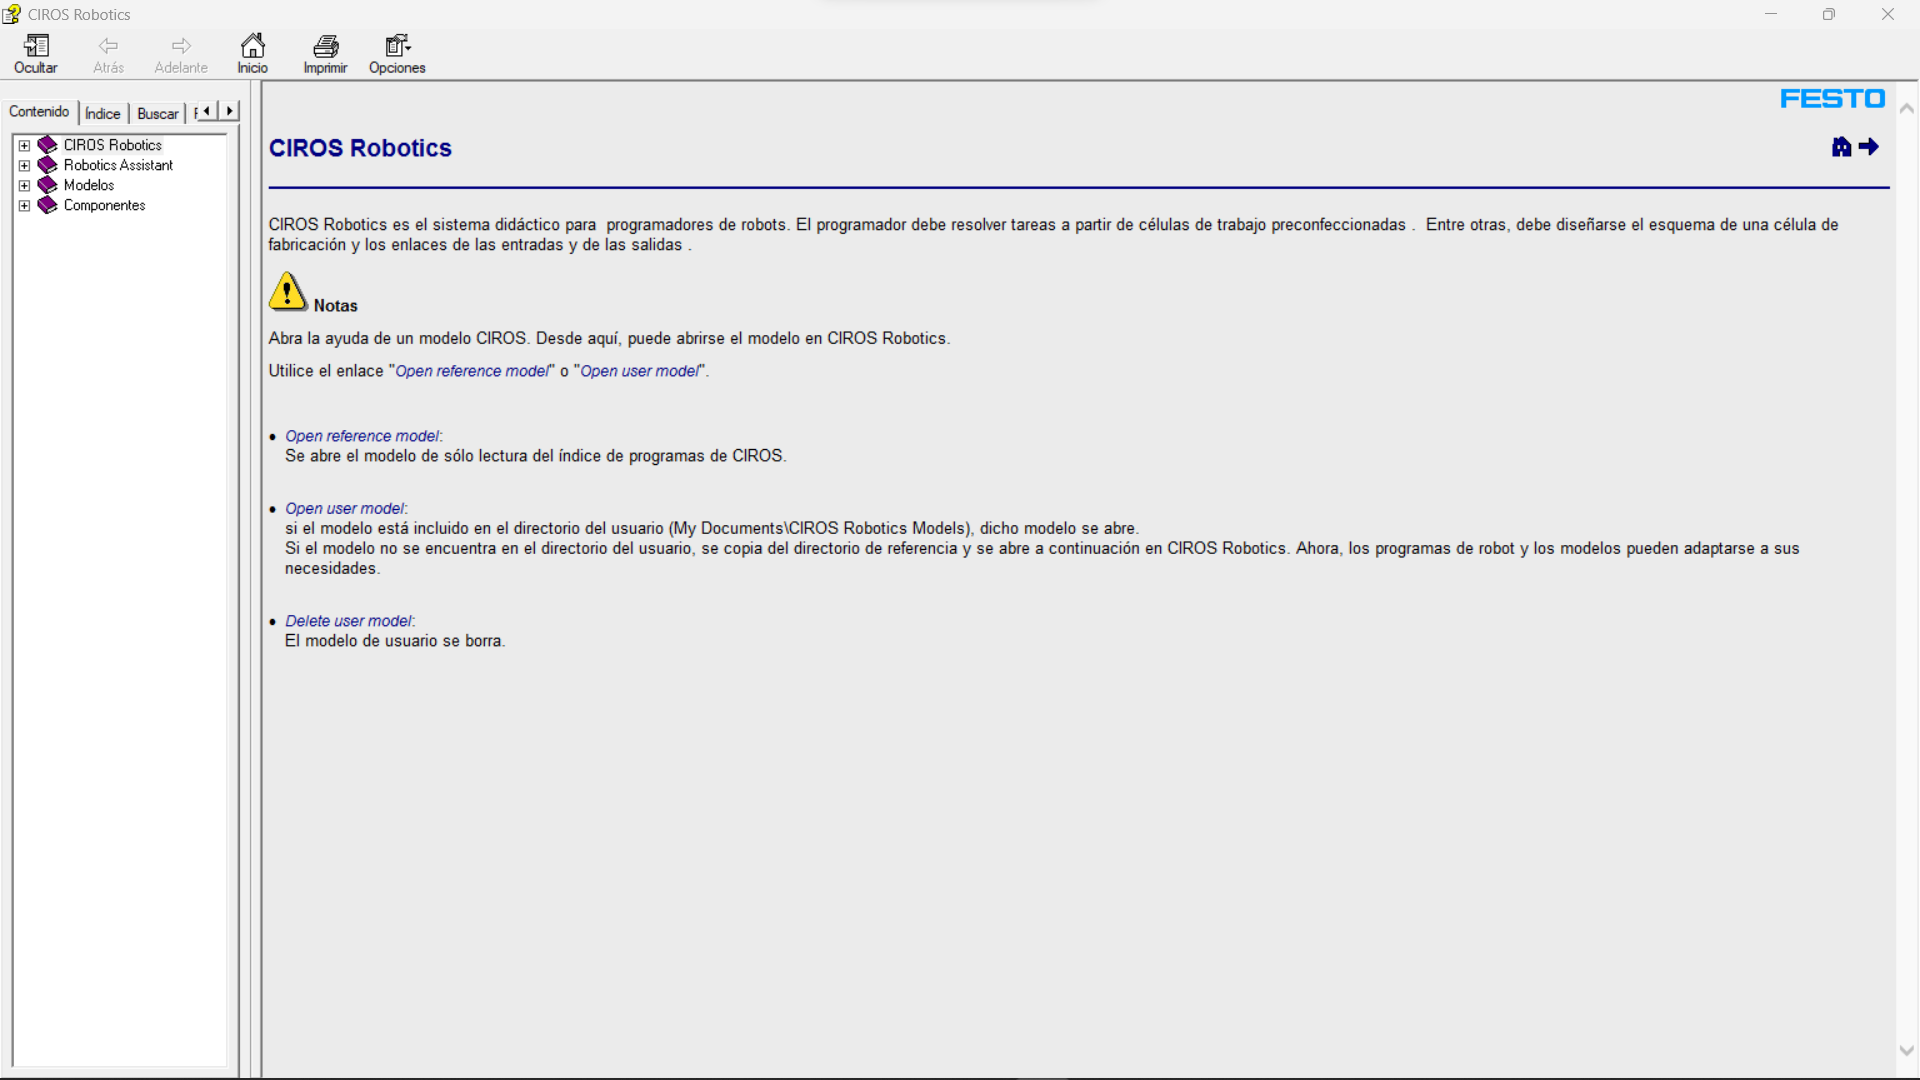 CIROS Robotics
Ocultar Atrás Adelante Inicio Imprimir Opciones
Contenido Índice Buscar
CIROS Robotics
Robotics Assistant
Modelos
Componentes
FESTO
CIROS Robotics
CIROS Robotics es el sistema didáctico para programadores de robots. El programador debe resolver tareas a partir de células de trabajo preconfeccionadas . Entre otras, debe diseñarse el esquema de una célula de
fabricación y los enlaces de las entradas y de las salidas .
Notas
Abra la ayuda de un modelo CIROS. Desde aquí, puede abrirse el modelo en CIROS Robotics.
Utilice el enlace "Open reference model" o "Open user model".
• Open reference model:
Se abre el modelo de sólo lectura del índice de programas de CIROS.
• Open user model:
si el modelo está incluido en el directorio del usuario (My Documents\CIROS Robotics Models), dicho modelo se abre.
Si el modelo no se encuentra en el directorio del usuario, se copia del directorio de referencia y se abre a continuación en CIROS Robotics. Ahora, los programas de robot y los modelos pueden adaptarse a sus
necesidades.
• Delete user model:
El modelo de usuario se borra.